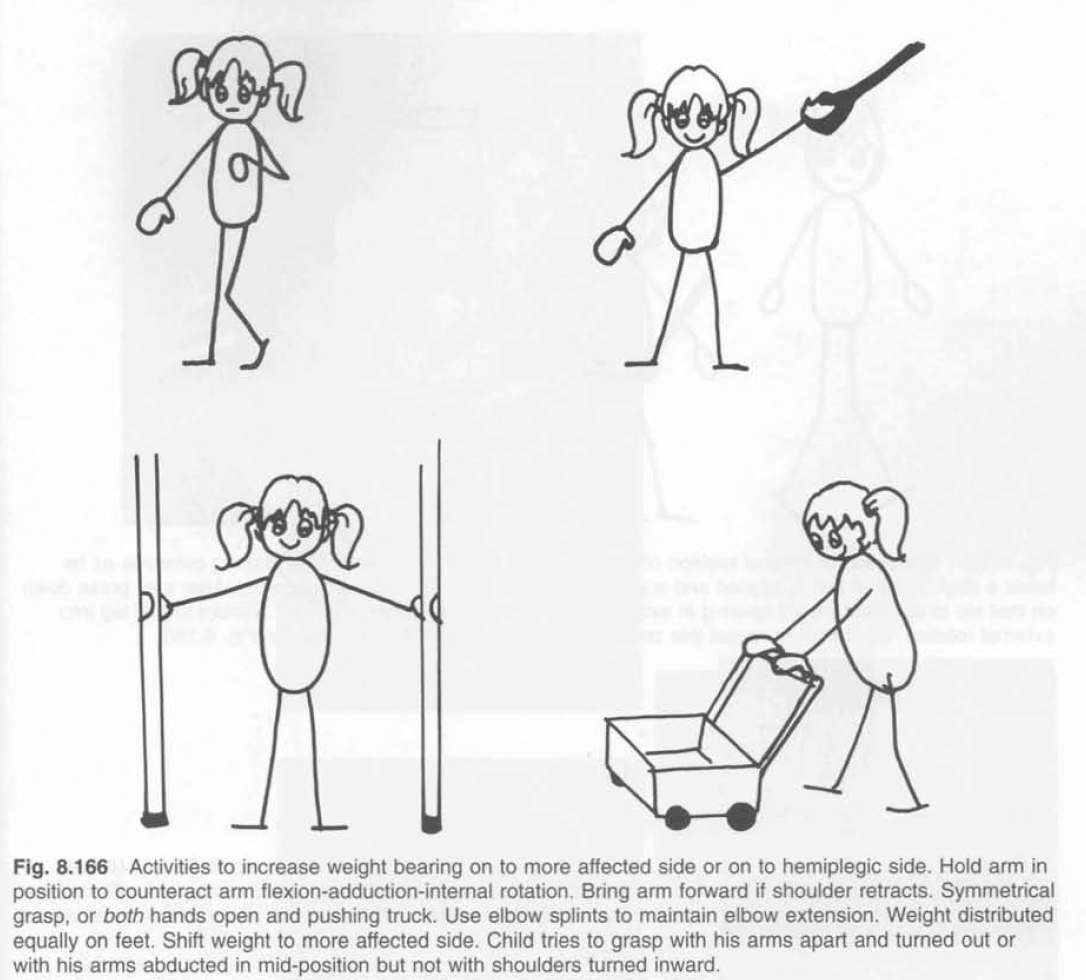 Fig. 8.166 Activities to increase weight bearing on to more affected side or on to hemiplegic side. Hold arm in
position to counteract arm flexion-adduction-internal rotation. Bring arm forward if shoulder retracts. Symmetrical
grasp, or both hands open and pushing truck. Use elbow splints to maintain elbow extension. Weight distributed
equally on feet. Shift weight to more affected side. Child tries to grasp with his arms apart and turned out or
with his arms abducted in mid-position but not with shoulders turned inward.